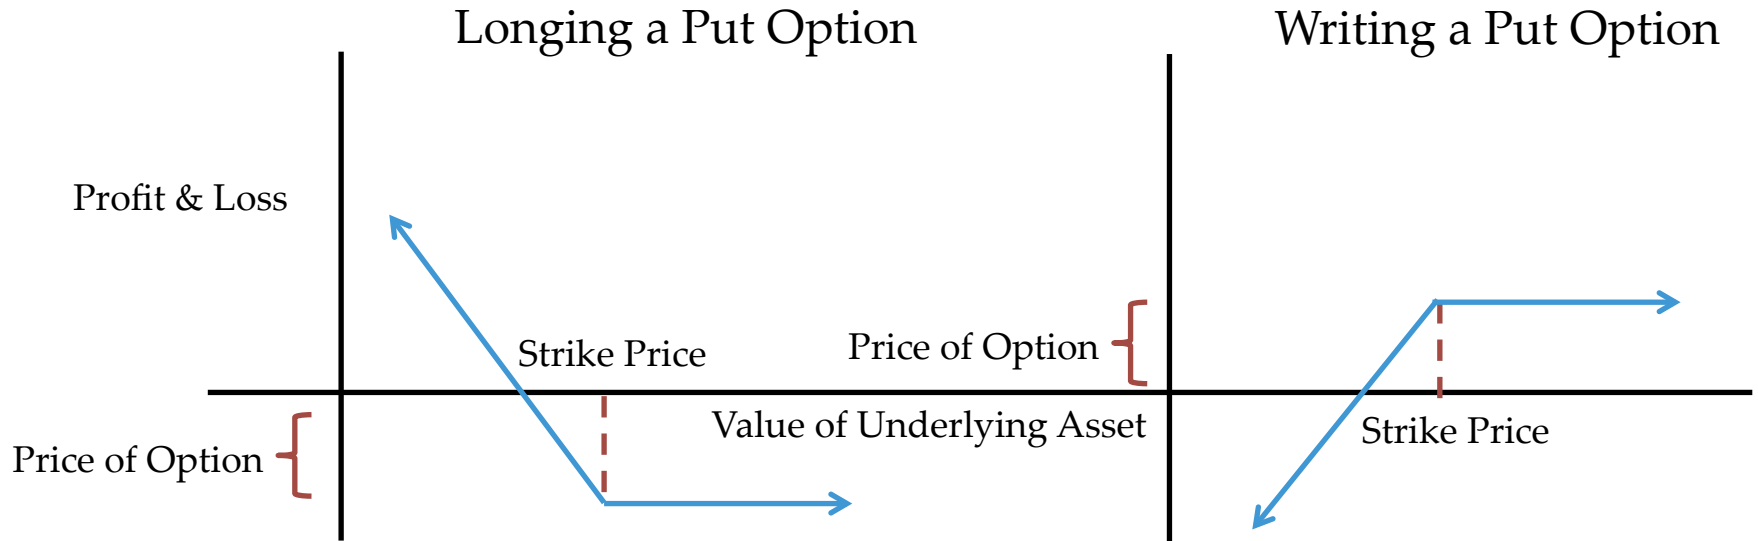 Longing a Put Option
Writing a Put Option
Profit & Loss
Strike Price
Price of Option
Value of Underlying Asset
Strike Price
Price of Option